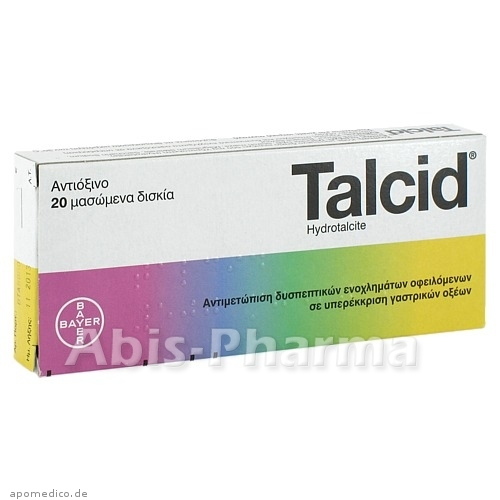 Αντιόξινο
20 μασώμενα δισκία
Talcid®
Hydrotalcite
Αντιμετώπιση δυσπεπτικών ενοχλημάτων οφειλόμενων
σε υπερέκκριση γαστρικών οξέων
BAYER
BAYER
Abis-Pharma
apomedico.de